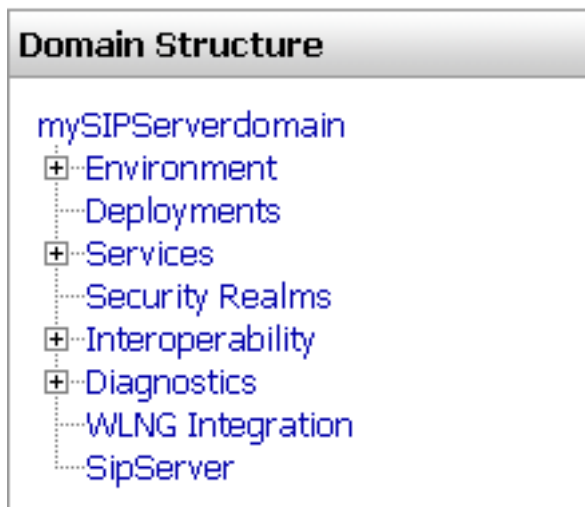 Domain Structure
mySIPServerdomain
Environment
Deployments
Services
Security Realms
Interoperability
Diagnostics
WLNG Integration
SipServer